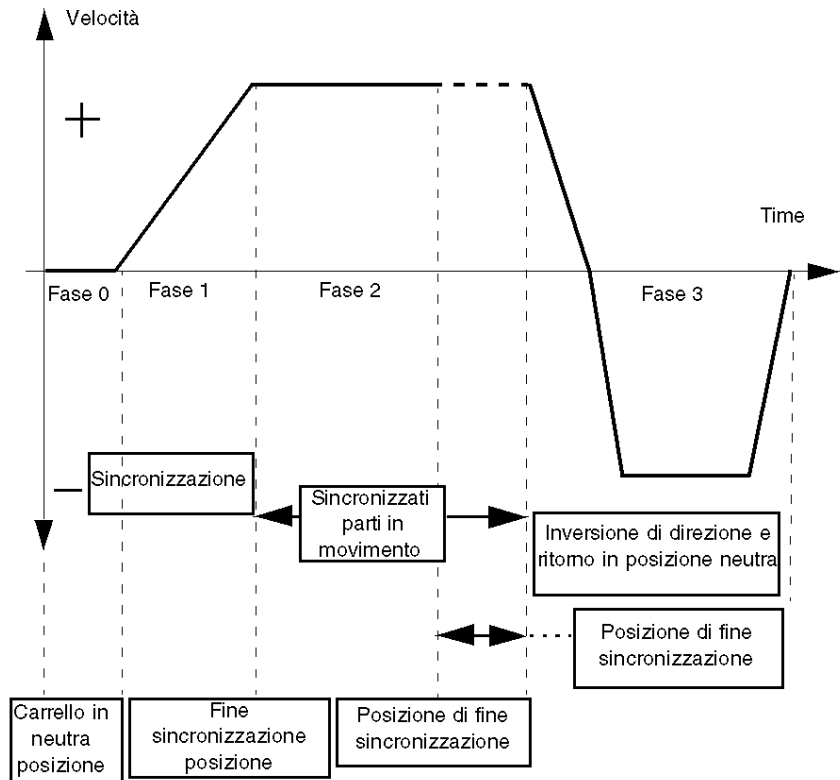 Velocità
+
Time
Fase 0
Fase 1
Fase 2
Fase 3
−
Sincronizzazione
Sincronizzati
parti in
movimento
Inversione di direzione e
ritorno in posizione neutra
Posizione di fine
sincronizzazione
Carrello in
neutra
posizione
Fine
sincronizzazione
posizione
Posizione di fine
sincronizzazione